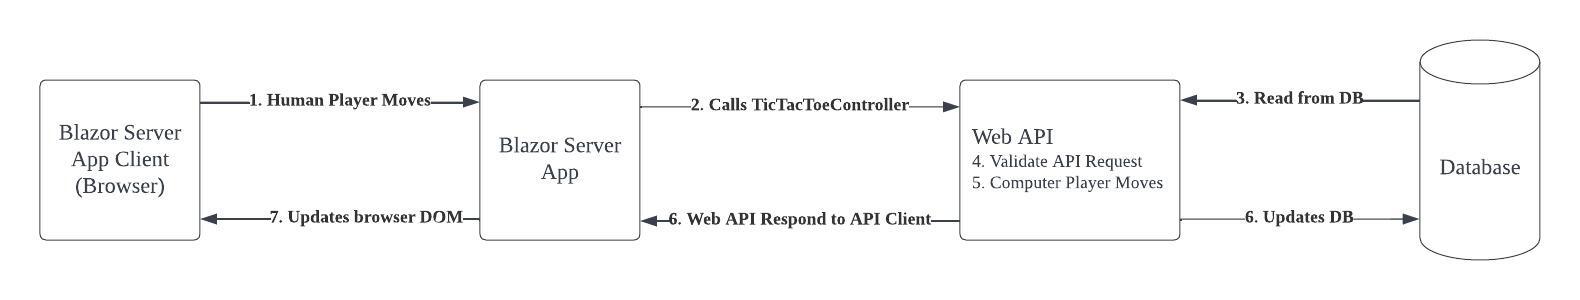 Blazor Server
App Client
(Browser)
1. Human Player Moves
7. Updates browser DOM
Blazor Server
App
2. Calls TicTacToeController
6. Web API Respond to API Client
Web API
4. Validate API Request
5. Computer Player Moves
3. Read from DB
6. Updates DB
Database